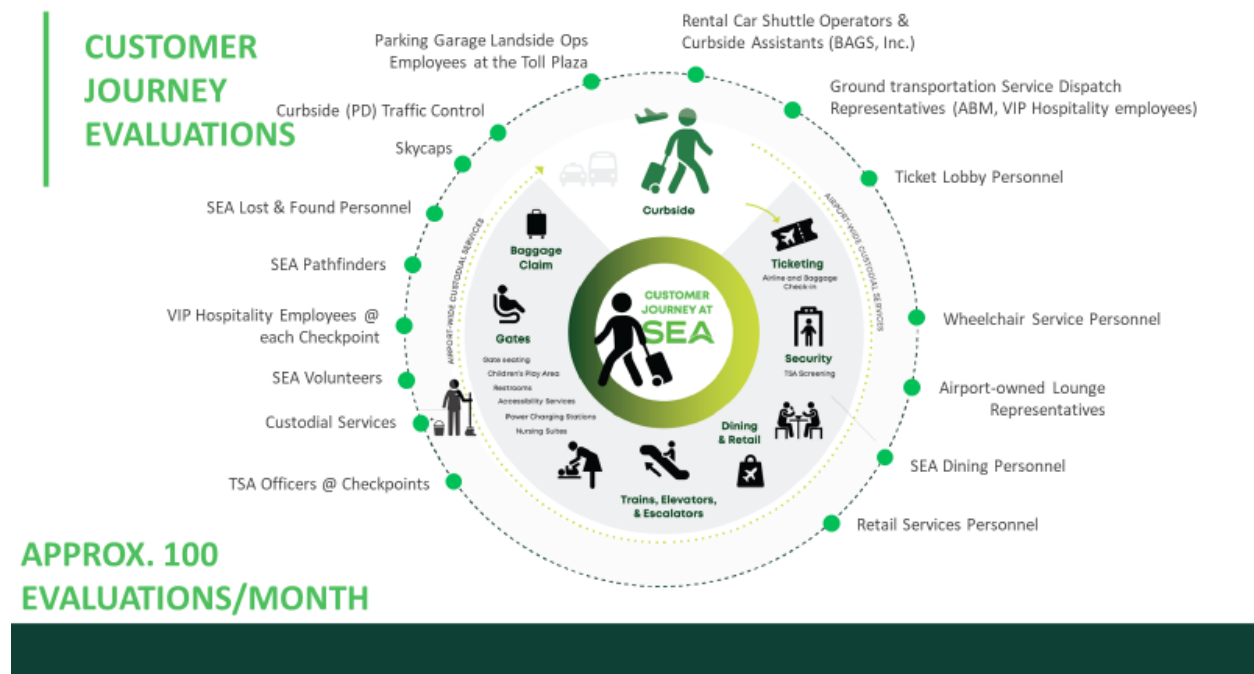 CUSTOMER
JOURNEY
EVALUATIONS
Parking Garage Landside Ops
Employees at the Toll Plaza
Rental Car Shuttle Operators &
Curbside Assistants (BAGS, Inc.)
Curbside (PD) Traffic Control
Ground transportation Service Dispatch
Representatives (ABM, VIP Hospitality employees)
Skycaps
Ticket Lobby Personnel
SEA Lost & Found Personnel
SEA Pathfinders
VIP Hospitality Employees @
each Checkpoint
Wheelchair Service Personnel
SEA Volunteers
Airport-owned Lounge
Representatives
Custodial Services
SEA Dining Personnel
TSA Officers @ Checkpoints
Retail Services Personnel
Curbside
AIRPORT-WIDE CUSTODIAL SERVICES
AIRPORT-WIDE CUSTODIAL SERVICES
Baggage
Claim
Ticketing
Airline and Baggage
Check-in
CUSTOMER
JOURNEY AT
SEA
Gates
Gate seating
Children's Play Area
Restrooms
Accessibility Services
Power Charging Stations
Nursing Suites
Security
TSA Screening
Dining
& Retail
Trains, Elevators,
& Escalators
APPROX. 100
EVALUATIONS/MONTH